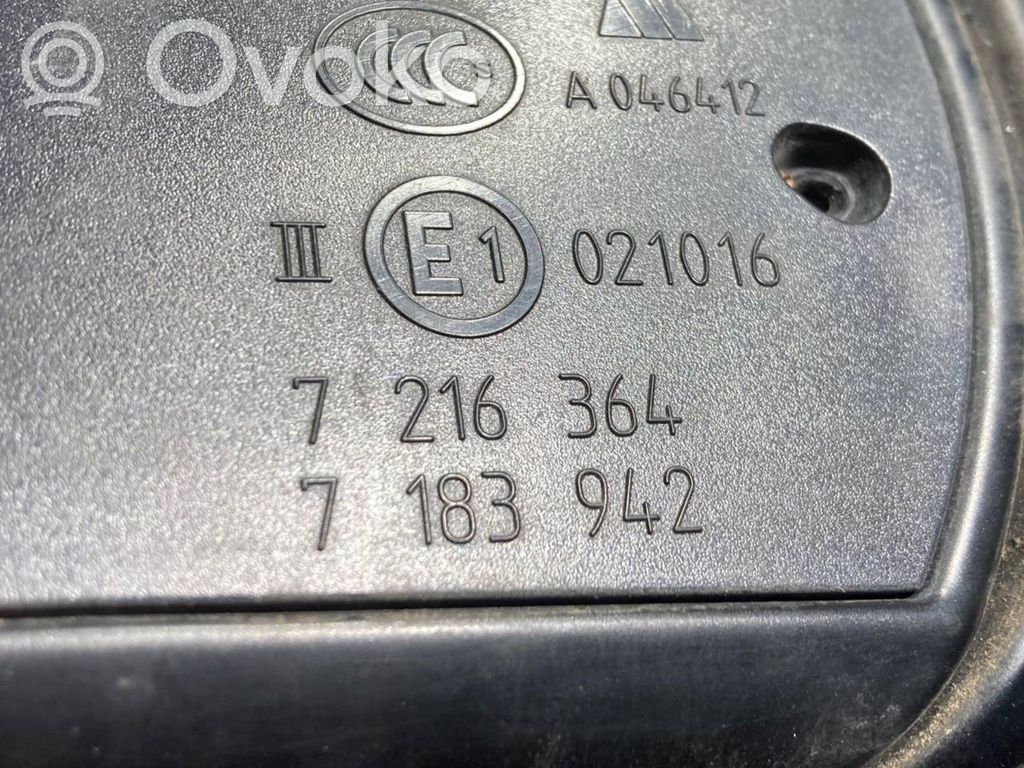 Ovoko
CCC S
A 046412
III E1 021016
7 216 364
7 183 942